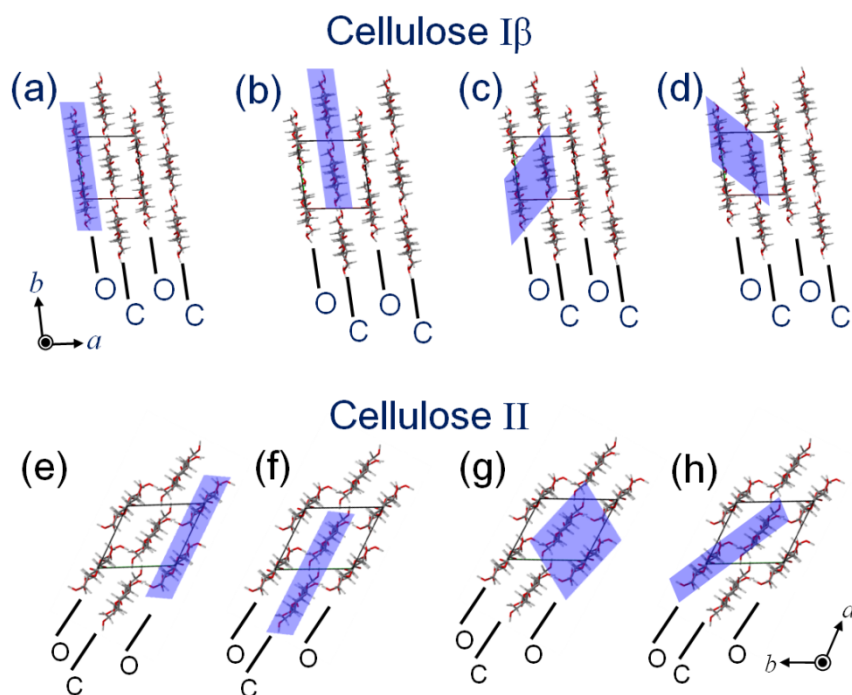 Cellulose Iβ
(a) (b) (c) (d)
O C O C O C O C O C O C O C O C
b
a
Cellulose II
(e) (f) (g) (h)
O C O O C O O C O O C O
a
b